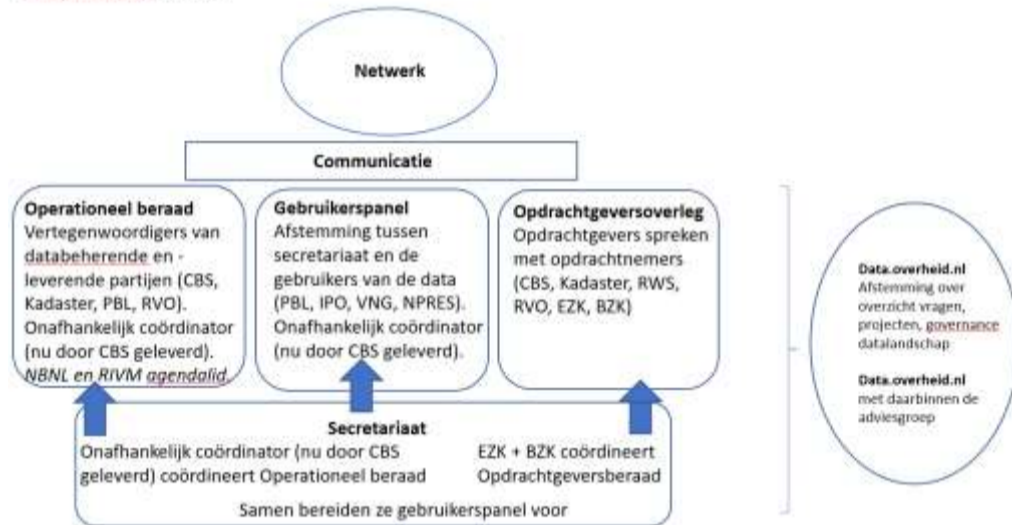 Netwerk
Communicatie
Operationeel beraad
Vertegenwoordigers van
databeherende en -
leverende partijen (CBS,
Kadaster, PBL, RVO).
Onafhankelijk coördinator
(nu door CBS geleverd).
NBNL en RIVM agendalid.
Gebruikerspanel
Afstemming tussen
secretariaat en de
gebruikers van de data
(PBL, IPO, VNG, NPRES).
Onafhankelijk coördinator
(nu door CBS geleverd).
Opdrachtgeversoverleg
Opdrachtgevers spreken
met opdrachtnemers
(CBS, Kadaster, RWS,
RVO, EZK, BZK)
Secretariaat
Onafhankelijk coördinator (nu door CBS
geleverd) coördineert Operationeel beraad
EZK + BZK coördineert
Opdrachtgeversberaad
Samen bereiden ze gebruikerspanel voor
Data.overheid.nl
Afstemming over
overzicht vragen,
projecten, governance
datalandschap
Data.overheid.nl
met daarbinnen de
adviesgroep